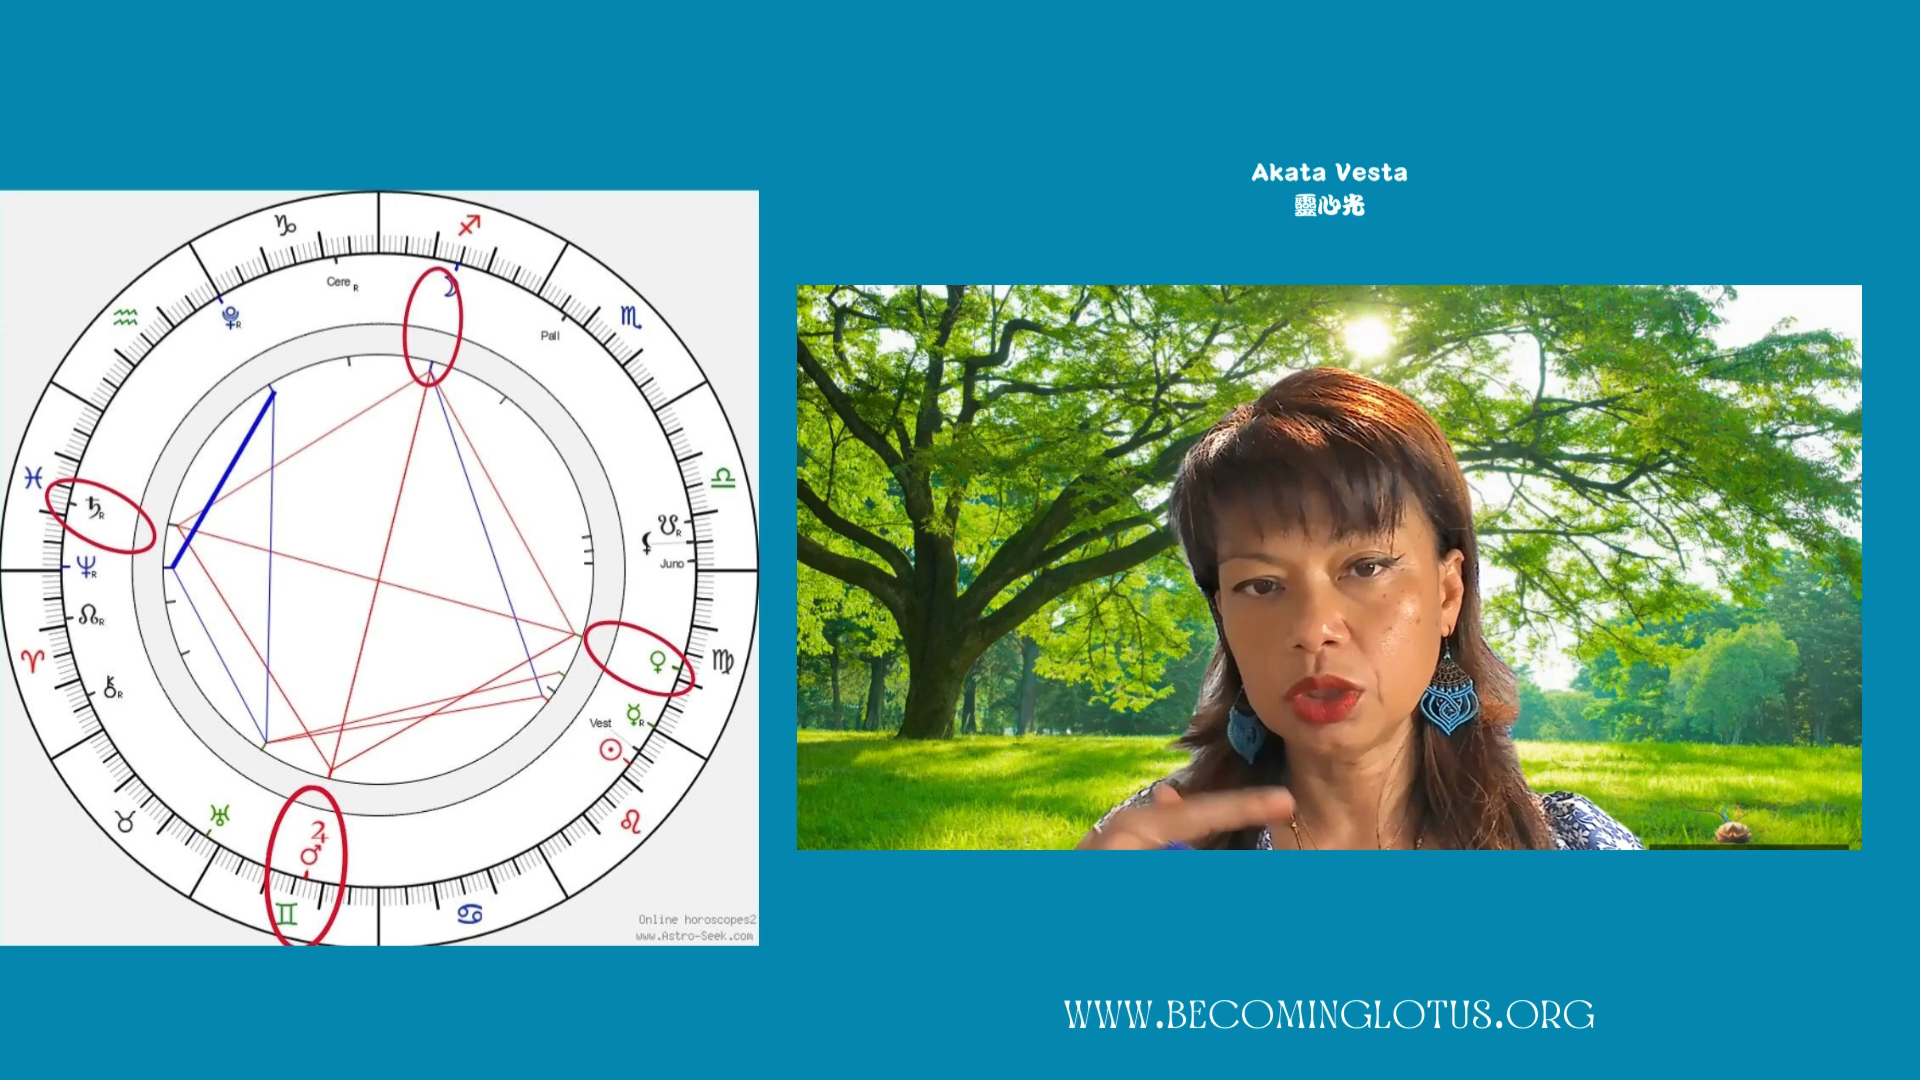 Akata Vesta
靈心光
Cere R
Pall
Juno
Vest
Online horoscopes2
www.Astro-Seek.com
WWW.BECOMINGLOTUS.ORG